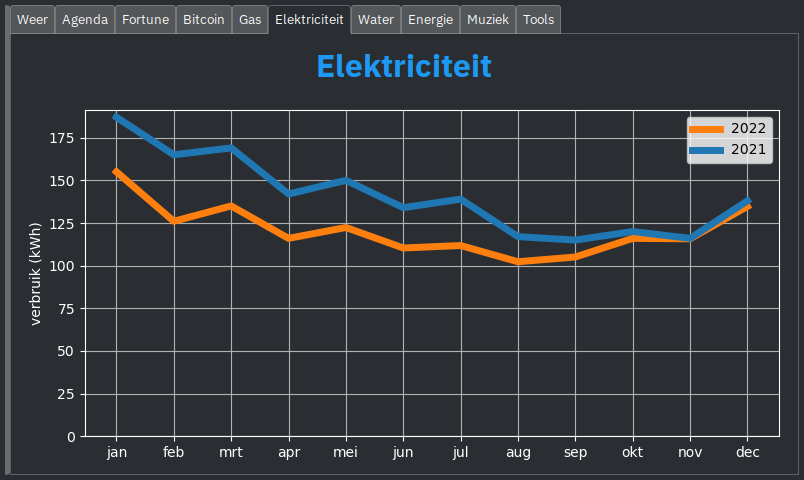 Weer Agenda Fortune Bitcoin Gas Elektriciteit Water Energie Muziek Tools
Elektriciteit
2022
2021
verbruik (kWh)
175
150
125
100
75
50
25
0
jan feb mrt apr mei jun jul aug sep okt nov dec